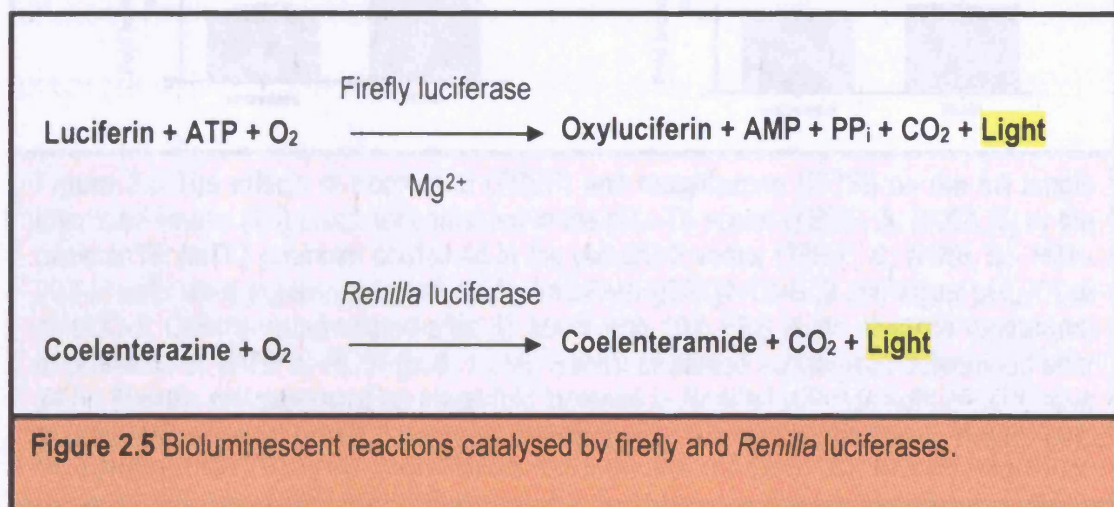 Firefly luciferase
Luciferin + ATP + O₂ → Oxyluciferin + AMP + PPᵢ + CO₂ + Light
Mg²⁺
Renilla luciferase
Coelenterazine + O₂ → Coelenteramide + CO₂ + Light
Figure 2.5 Bioluminescent reactions catalysed by firefly and Renilla luciferases.